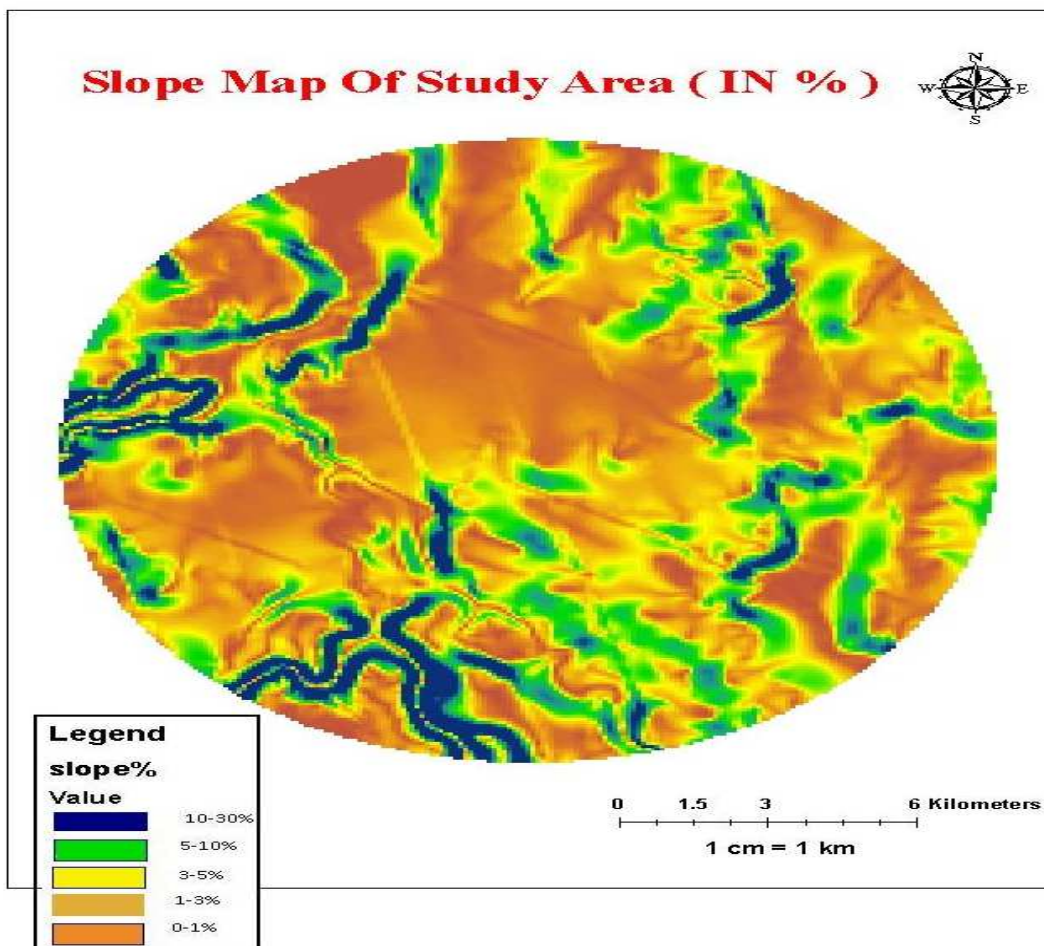 Slope Map Of Study Area ( IN % )
N
W E
S
Legend
slope%
Value
10-30%
5-10%
3-5%
1-3%
0-1%
0 1.5 3 6 Kilometers
1 cm = 1 km